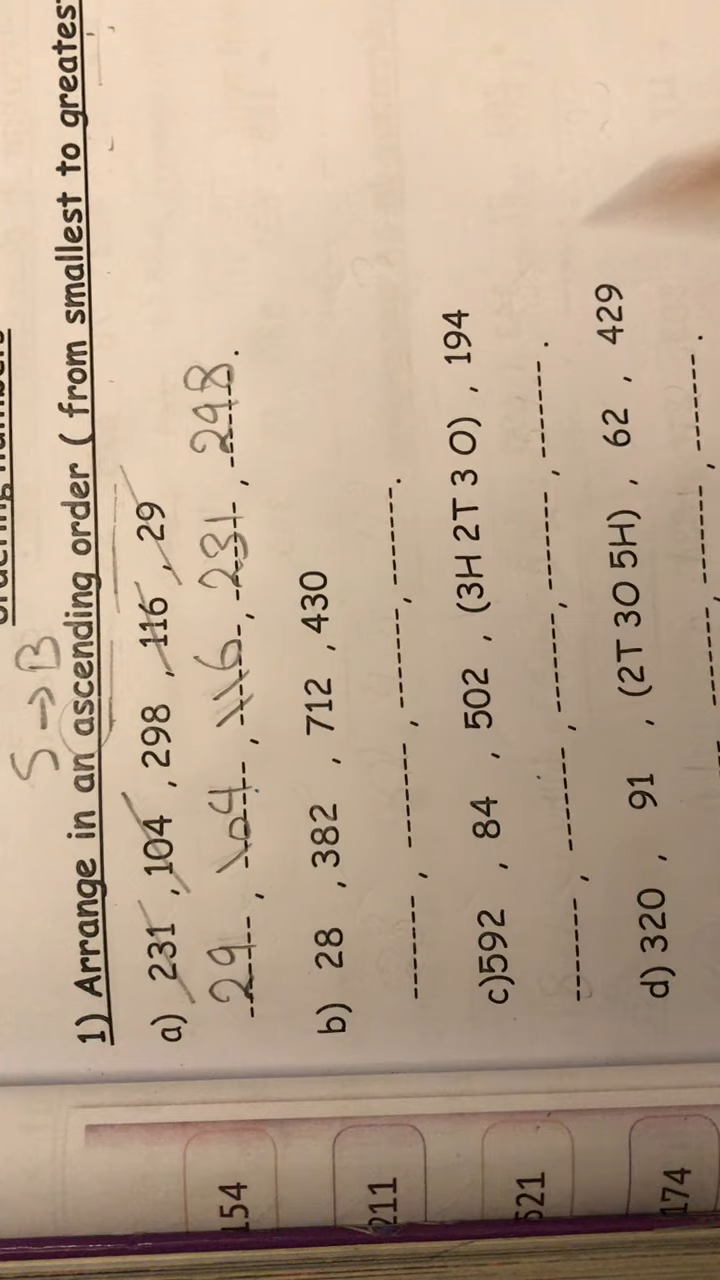 S → B
1) Arrange in an ascending order ( from smallest to greates
a) 231 , 104 , 298 , 116 , 29
29 , 104 , 116 , 231 , 298 .
b) 28 , 382 , 712 , 430
-------- , -------- , -------- , -------- .
c)592 , 84 , 502 , (3H 2T 3 O) , 194
-------- , -------- , -------- , -------- , -------- .
d) 320 , 91 , (2T 3O 5H) , 62 , 429
154
211
521
174